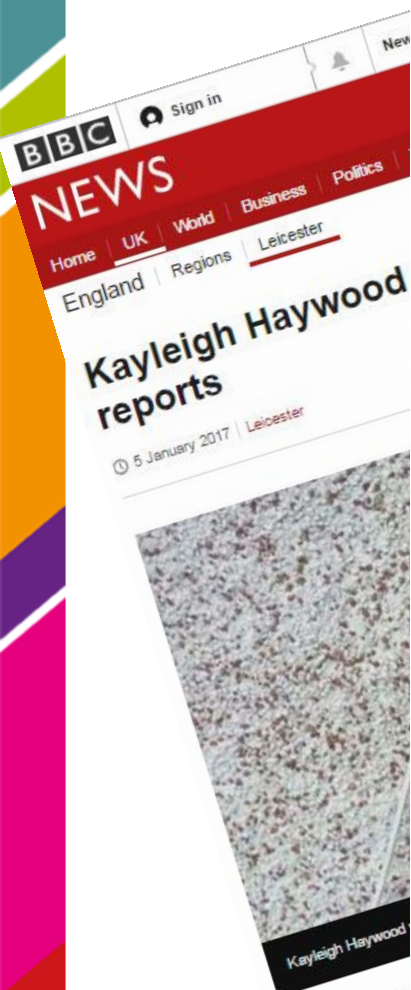 BBC Sign in New
NEWS
Home UK World Business Politics
England Regions Leicester
Kayleigh Haywood
reports
5 January 2017 Leicester
Kayleigh Haywood